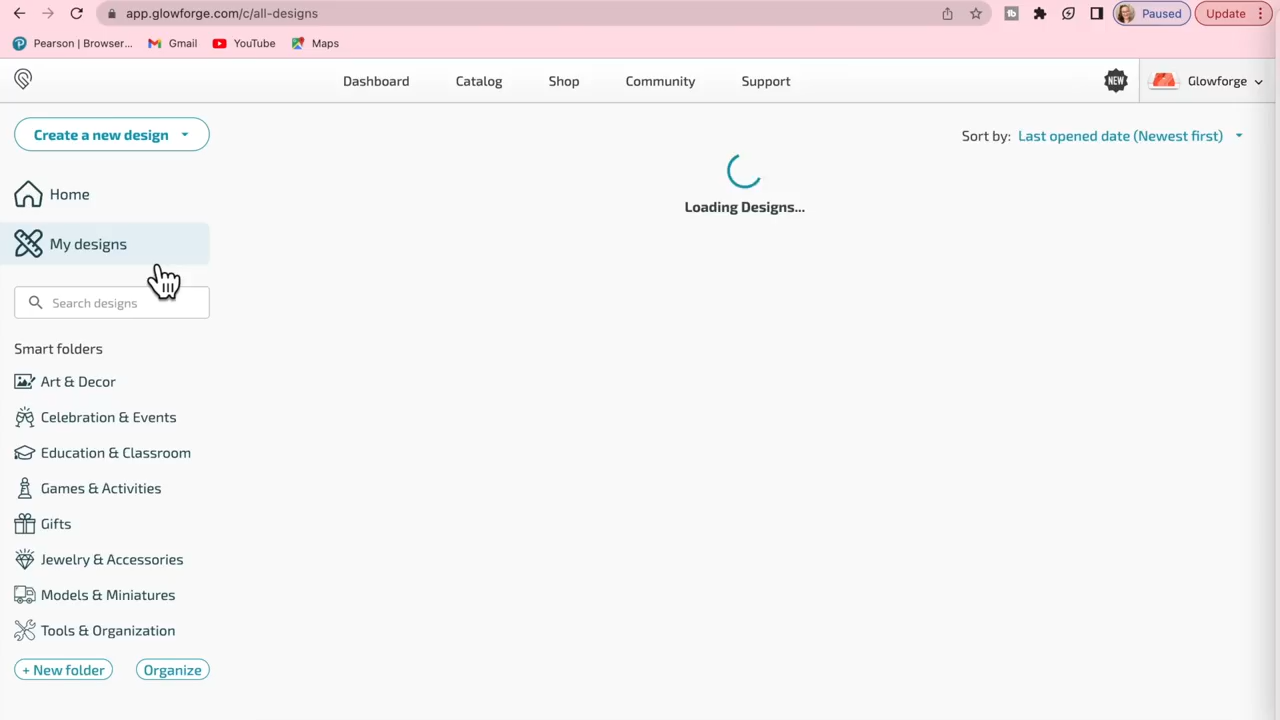 app.glowforge.com/c/all-designs
Paused
Update
Pearson | Browser...
Gmail
YouTube
Maps
Dashboard
Catalog
Shop
Community
Support
NEW
Glowforge
Create a new design
Sort by: Last opened date (Newest first)
Home
Loading Designs...
My designs
Search designs
Smart folders
Art & Decor
Celebration & Events
Education & Classroom
Games & Activities
Gifts
Jewelry & Accessories
Models & Miniatures
Tools & Organization
+ New folder
Organize